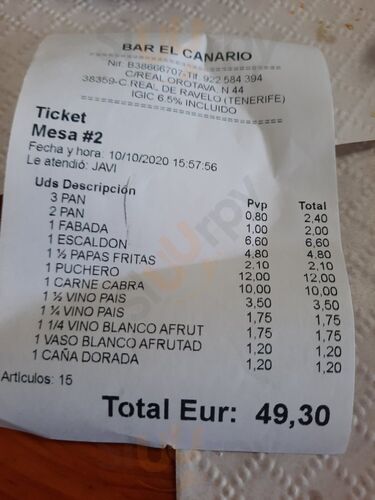 BAR EL CANARIO
Nif. B38666707-Tlf. 922 584 394
C/REAL OROTAVA. N.44
38359-C.REAL DE RAVELO (TENERIFE)
IGIC 6.5% INCLUIDO
Ticket
Mesa #2
Fecha y hora: 10/10/2020 15:57:56
Le atendió: JAVI
Uds Descripción Pvp Total
3 PAN 0,80 2,40
2 PAN 1,00 2,00
1 FABADA 6,60 6,60
1 ESCALDON 4,80 4,80
1 ½ PAPAS FRITAS 2,10 2,10
1 PUCHERO 12,00 12,00
1 CARNE CABRA 10,00 10,00
1 ½ VINO PAIS 3,50 3,50
1 ¼ VINO PAIS 1,75 1,75
1 1/4 VINO BLANCO AFRUT 1,75 1,75
1 VASO BLANCO AFRUTAD 1,20 1,20
1 CAÑA DORADA 1,20 1,20
Articulos: 15
Total Eur: 49,30